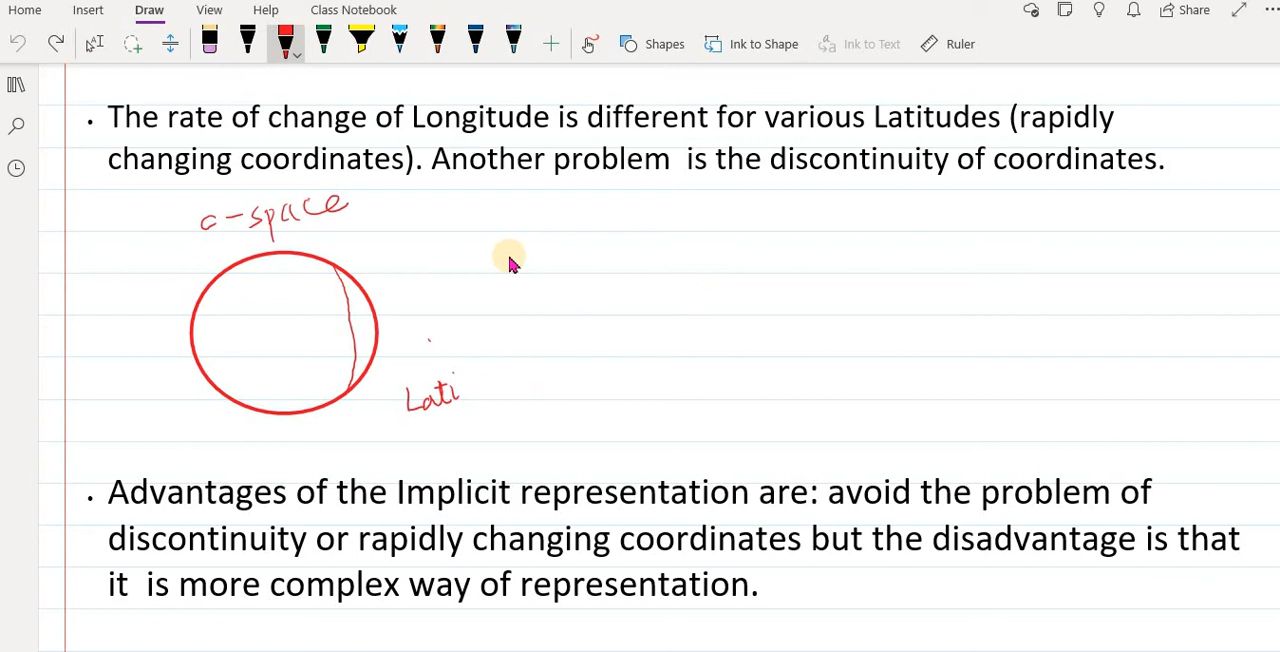 Home Insert Draw View Help Class Notebook Share
Shapes Ink to Shape Ink to Text Ruler
• The rate of change of Longitude is different for various Latitudes (rapidly
changing coordinates). Another problem is the discontinuity of coordinates.
c-space
Lati
• Advantages of the Implicit representation are: avoid the problem of
discontinuity or rapidly changing coordinates but the disadvantage is that
it is more complex way of representation.